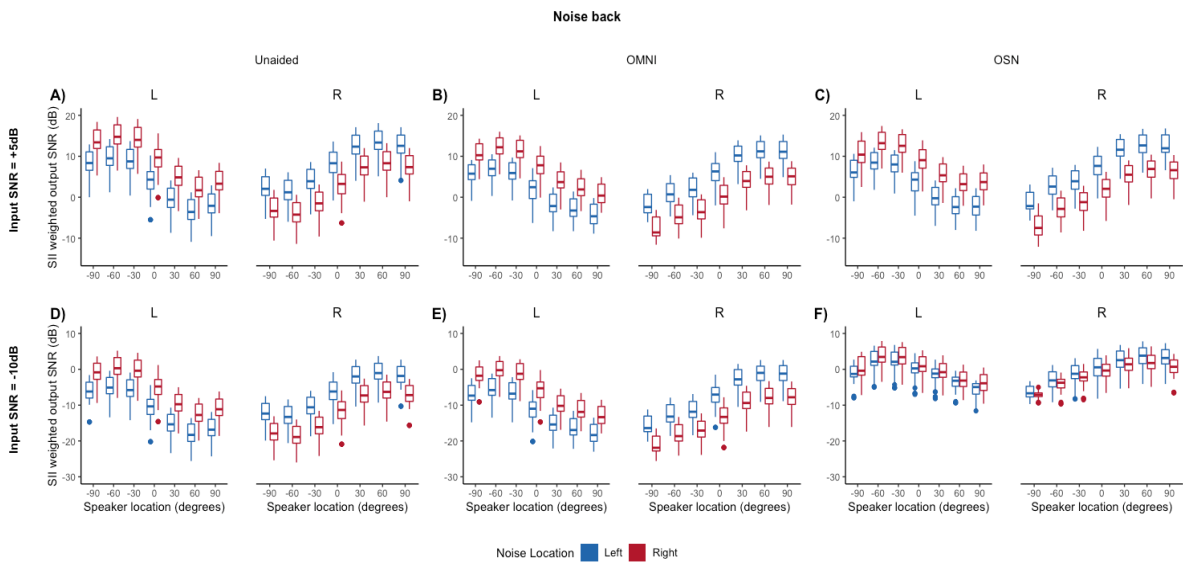 Noise back
Unaided OMNI OSN
A) L R B) L R C) L R
Input SNR = +5dB
SII weighted output SNR (dB)
20
10
0
-10
-90 -60 -30 0 30 60 90 -90 -60 -30 0 30 60 90
20
10
0
-10
-90 -60 -30 0 30 60 90 -90 -60 -30 0 30 60 90
20
10
0
-10
-90 -60 -30 0 30 60 90 -90 -60 -30 0 30 60 90
D) L R E) L R F) L R
Input SNR = -10dB
SII weighted output SNR (dB)
10
0
-10
-20
-30
-90 -60 -30 0 30 60 90 -90 -60 -30 0 30 60 90
Speaker location (degrees) Speaker location (degrees)
10
0
-10
-20
-30
-90 -60 -30 0 30 60 90 -90 -60 -30 0 30 60 90
Speaker location (degrees) Speaker location (degrees)
10
0
-10
-20
-30
-90 -60 -30 0 30 60 90 -90 -60 -30 0 30 60 90
Speaker location (degrees) Speaker location (degrees)
Noise Location Left Right